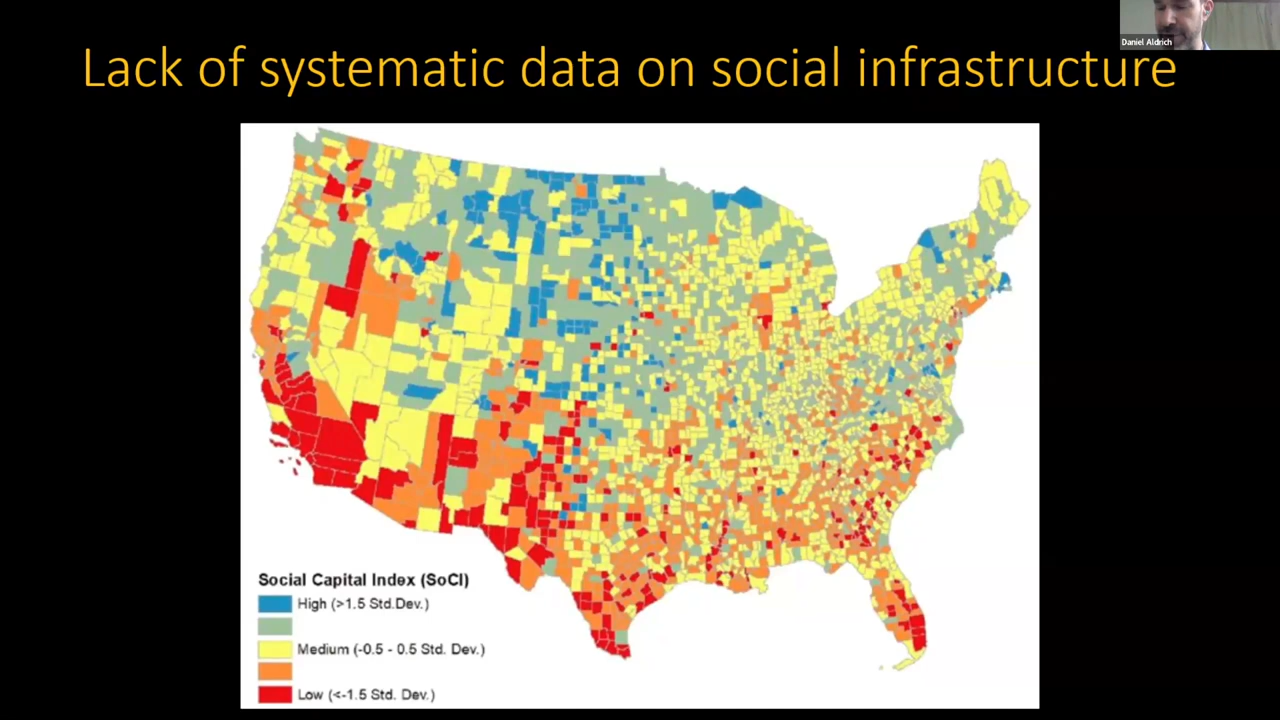 Daniel Aldrich
Lack of systematic data on social infrastructure
Social Capital Index (SoCI)
High (>1.5 Std.Dev.)
Medium (-0.5 - 0.5 Std. Dev.)
Low (<-1.5 Std. Dev.)